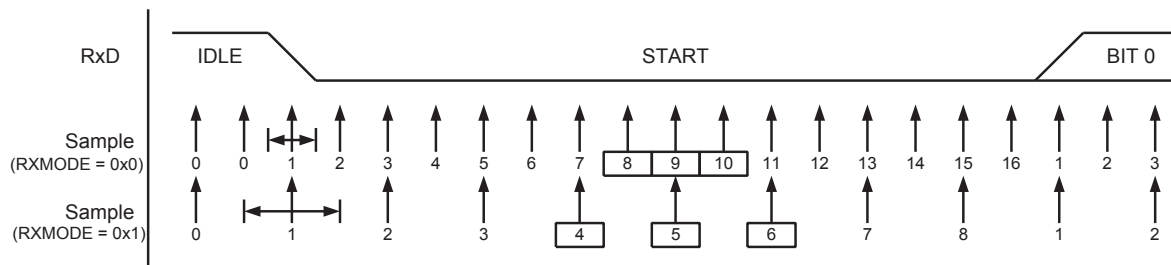 RxD IDLE START BIT 0
Sample
(RXMODE = 0x0)
0 0 1 2 3 4 5 6 7 8 9 10 11 12 13 14 15 16 1 2 3
Sample
(RXMODE = 0x1)
0 1 2 3 4 5 6 7 8 1 2